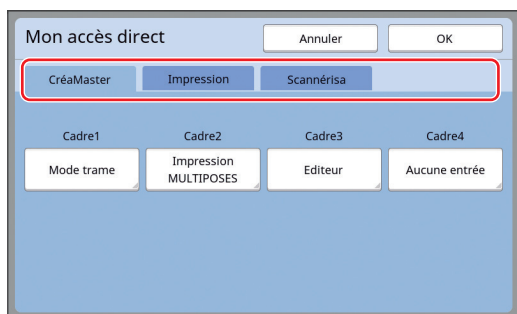 Mon accès direct
Annuler
OK
CréaMaster
Impression
Scannérisa
Cadre1
Cadre2
Cadre3
Cadre4
Mode trame
Impression
MULTIPOSES
Editeur
Aucune entrée